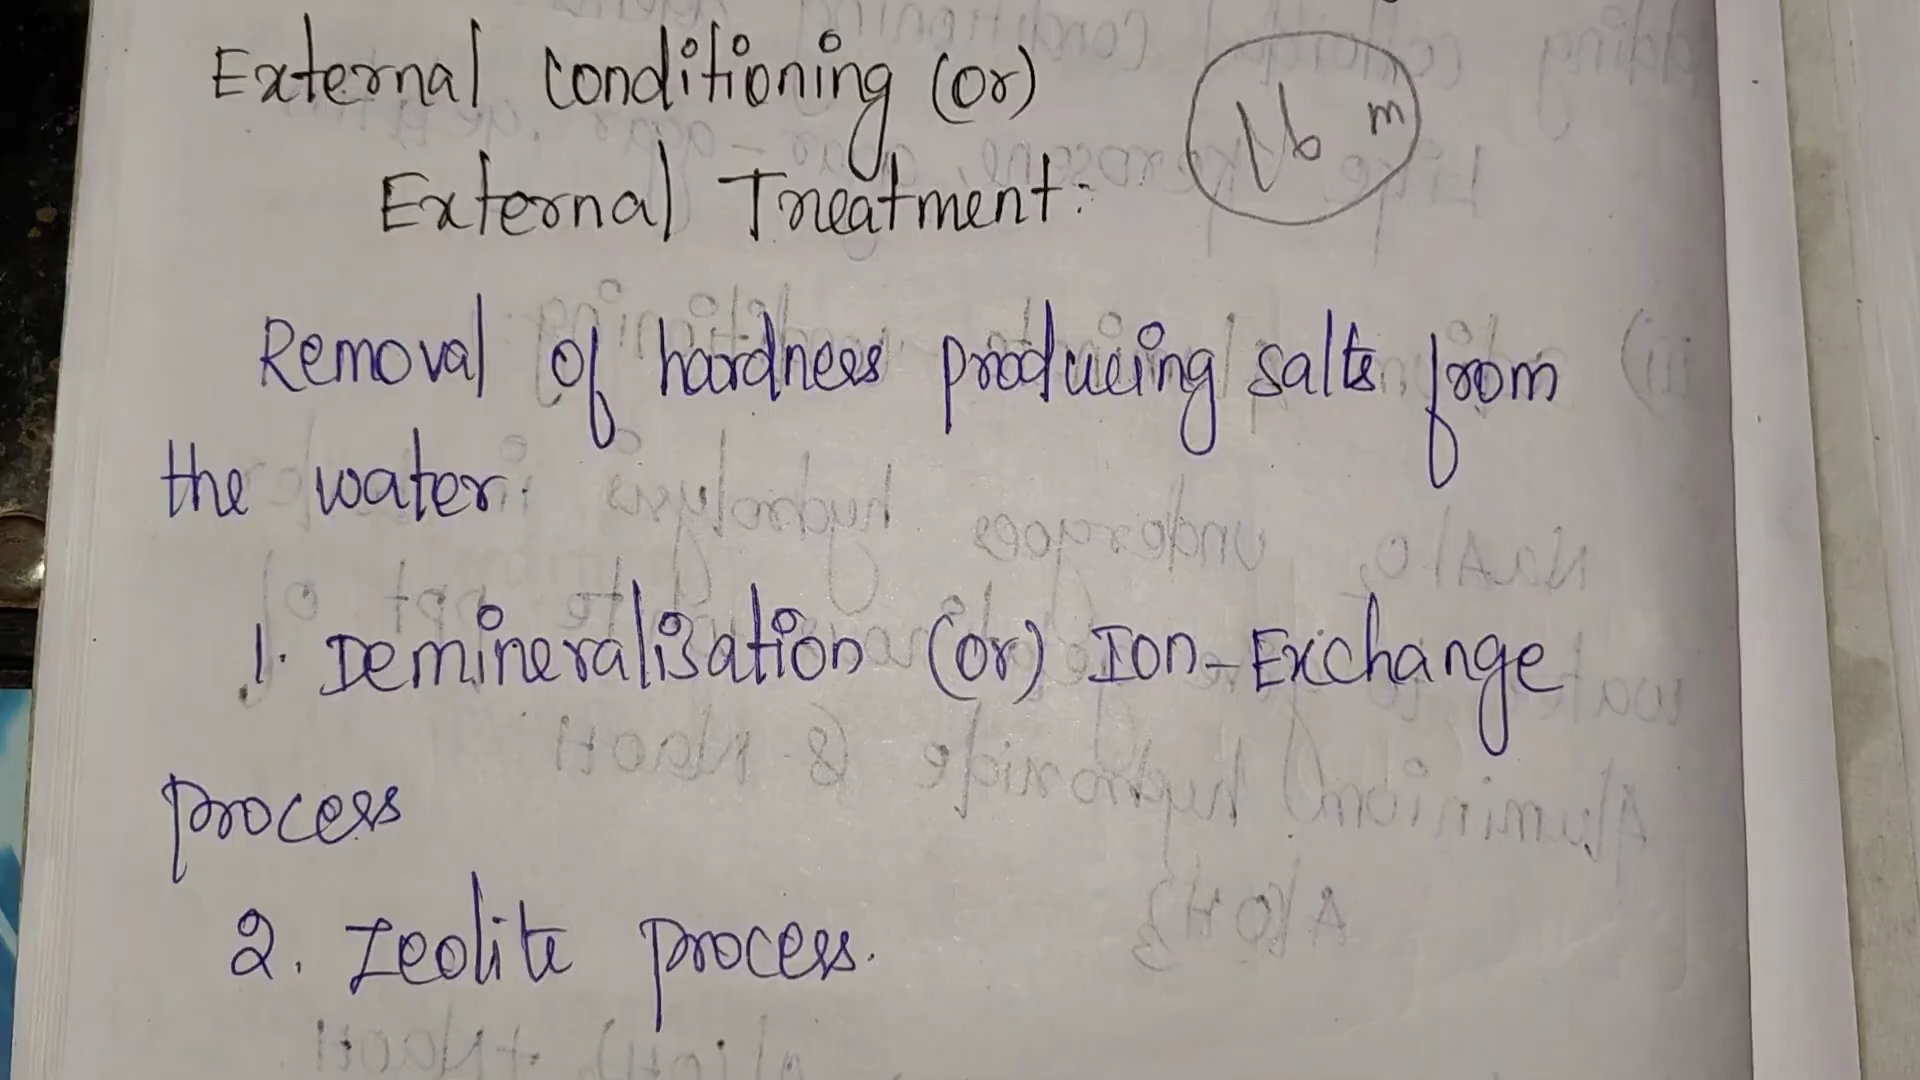 External conditioning (or)
16 m
External Treatment:
Removal of hardness producing salts from
the water.
1. Demineralisation (or) Ion-Exchange
process
2. Zeolite process.